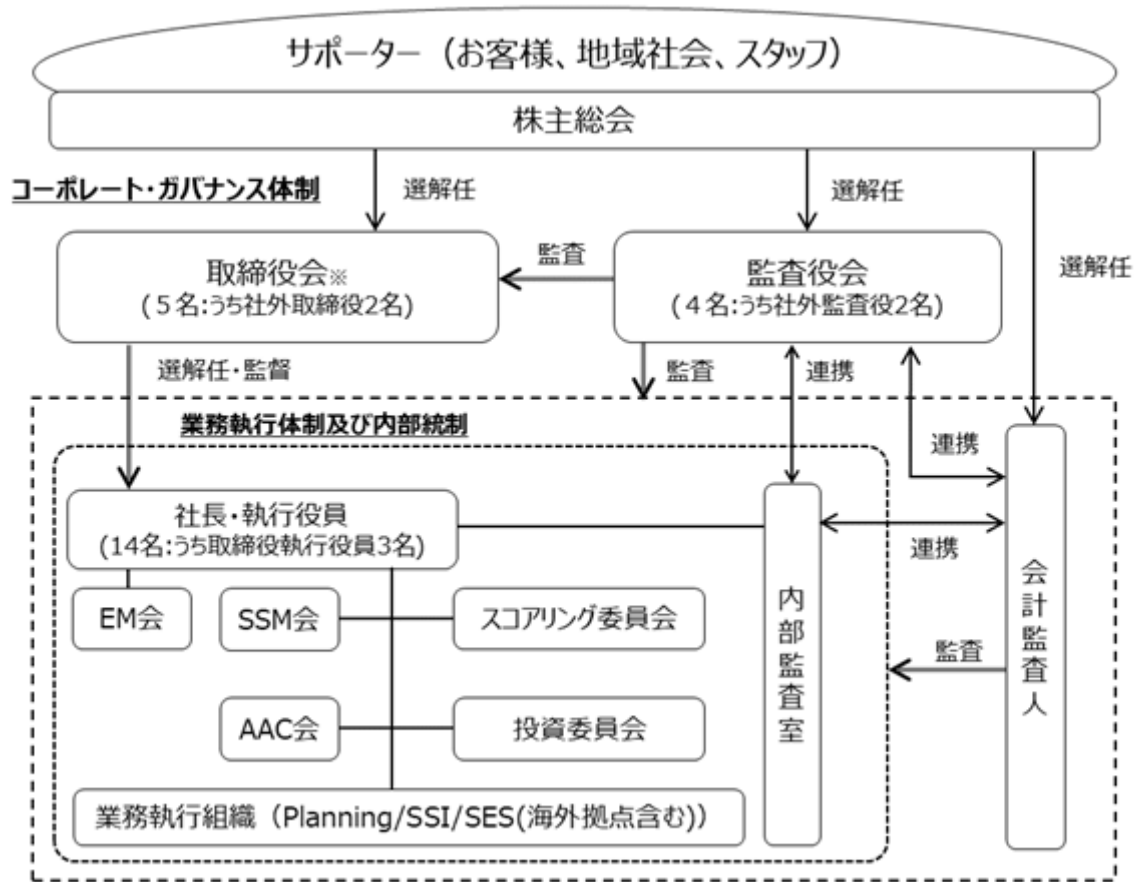 サポーター（お客様、地域社会、スタッフ）
株主総会
コーポレート・ガバナンス体制
選解任
選解任
選解任
取締役会※
(５名:うち社外取締役2名)
監査
監査役会
(４名:うち社外監査役2名)
選解任・監督
監査
連携
業務執行体制及び内部統制
連携
社長・執行役員
(14名:うち取締役執行役員3名)
連携
EM会
SSM会
スコアリング委員会
内部監査室
会計監査人
監査
AAC会
投資委員会
業務執行組織（Planning/SSI/SES(海外拠点含む)）